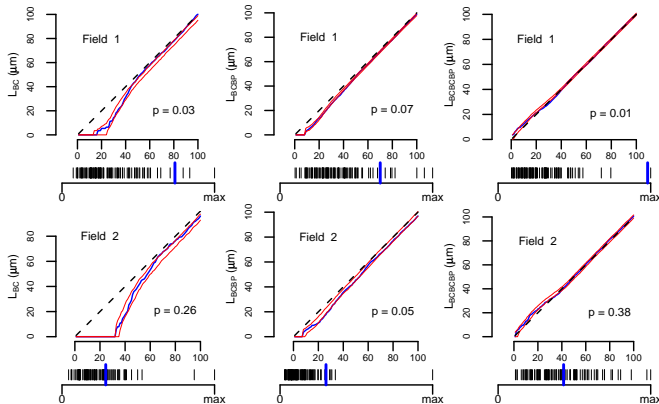 L_BC (µm)
100
80
60
40
20
0
Field 1
p = 0.03
0 20 40 60 80 100
0 max
L_BCBP (µm)
100
80
60
40
20
0
Field 1
p = 0.07
0 20 40 60 80 100
0 max
L_BCBCBP (µm)
100
80
60
40
20
0
Field 1
p = 0.01
0 20 40 60 80 100
0 max
L_BC (µm)
80
60
40
20
0
Field 2
p = 0.26
0 20 40 60 80 100
0 max
L_BCBP (µm)
100
80
60
40
20
0
Field 2
p = 0.05
0 20 40 60 80 100
0 max
L_BCBCBP (µm)
100
80
60
40
20
0
Field 2
p = 0.38
0 20 40 60 80 100
0 max